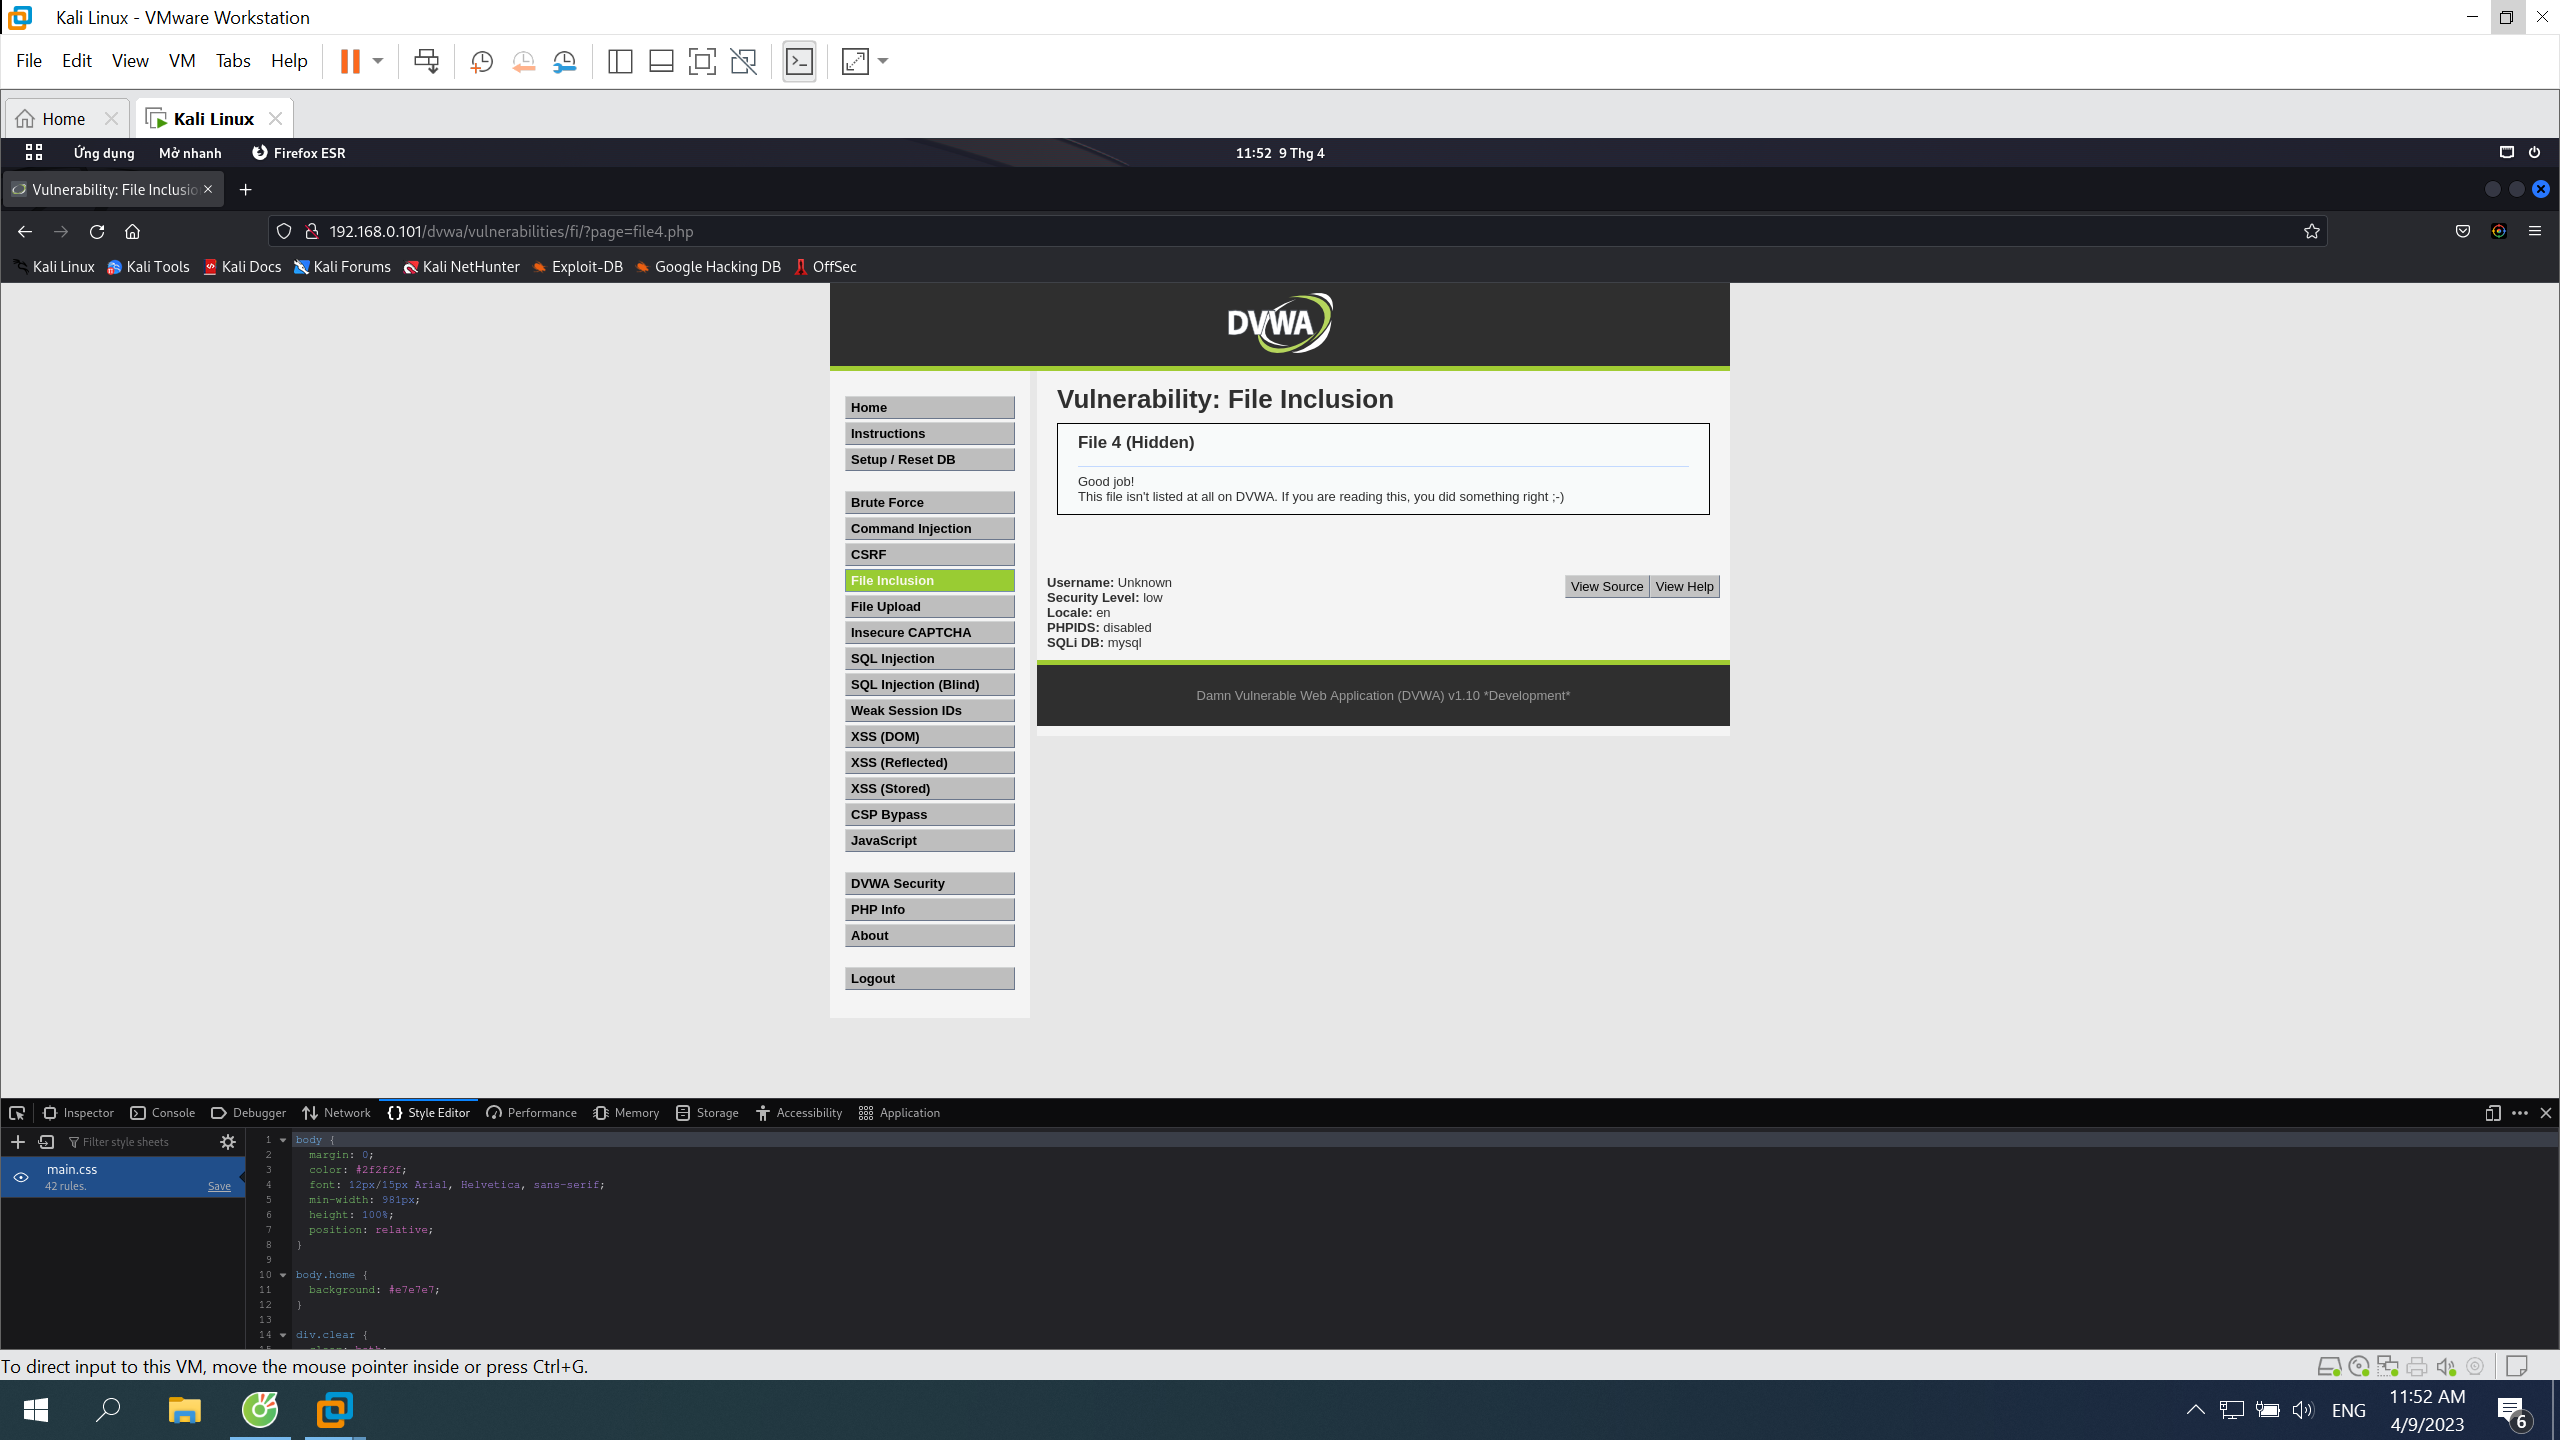 Kali Linux - VMware Workstation
File Edit View VM Tabs Help
Home Kali Linux
Ứng dụng Mở nhanh Firefox ESR 11:52 9 Thg 4
Vulnerability: File Inclusio
192.168.0.101/dvwa/vulnerabilities/fi/?page=file4.php
Kali Linux Kali Tools Kali Docs Kali Forums Kali NetHunter Exploit-DB Google Hacking DB OffSec
DVWA
Home
Instructions
Setup / Reset DB
Brute Force
Command Injection
CSRF
File Inclusion
File Upload
Insecure CAPTCHA
SQL Injection
SQL Injection (Blind)
Weak Session IDs
XSS (DOM)
XSS (Reflected)
XSS (Stored)
CSP Bypass
JavaScript
DVWA Security
PHP Info
About
Logout
Vulnerability: File Inclusion
File 4 (Hidden)
Good job!
This file isn't listed at all on DVWA. If you are reading this, you did something right ;-)
Username: Unknown
Security Level: low
Locale: en
PHPIDS: disabled
SQLi DB: mysql
View Source View Help
Damn Vulnerable Web Application (DVWA) v1.10 *Development*
Inspector Console Debugger Network Style Editor Performance Memory Storage Accessibility Application
Filter style sheets
main.css
42 rules.
Save
1 body {
2 margin: 0;
3 color: #2f2f2f;
4 font: 12px/15px Arial, Helvetica, sans-serif;
5 min-width: 981px;
6 height: 100%;
7 position: relative;
8 }
9
10 body.home {
11 background: #e7e7e7;
12 }
13
14 div.clear {
To direct input to this VM, move the mouse pointer inside or press Ctrl+G.
ENG
11:52 AM
4/9/2023
6